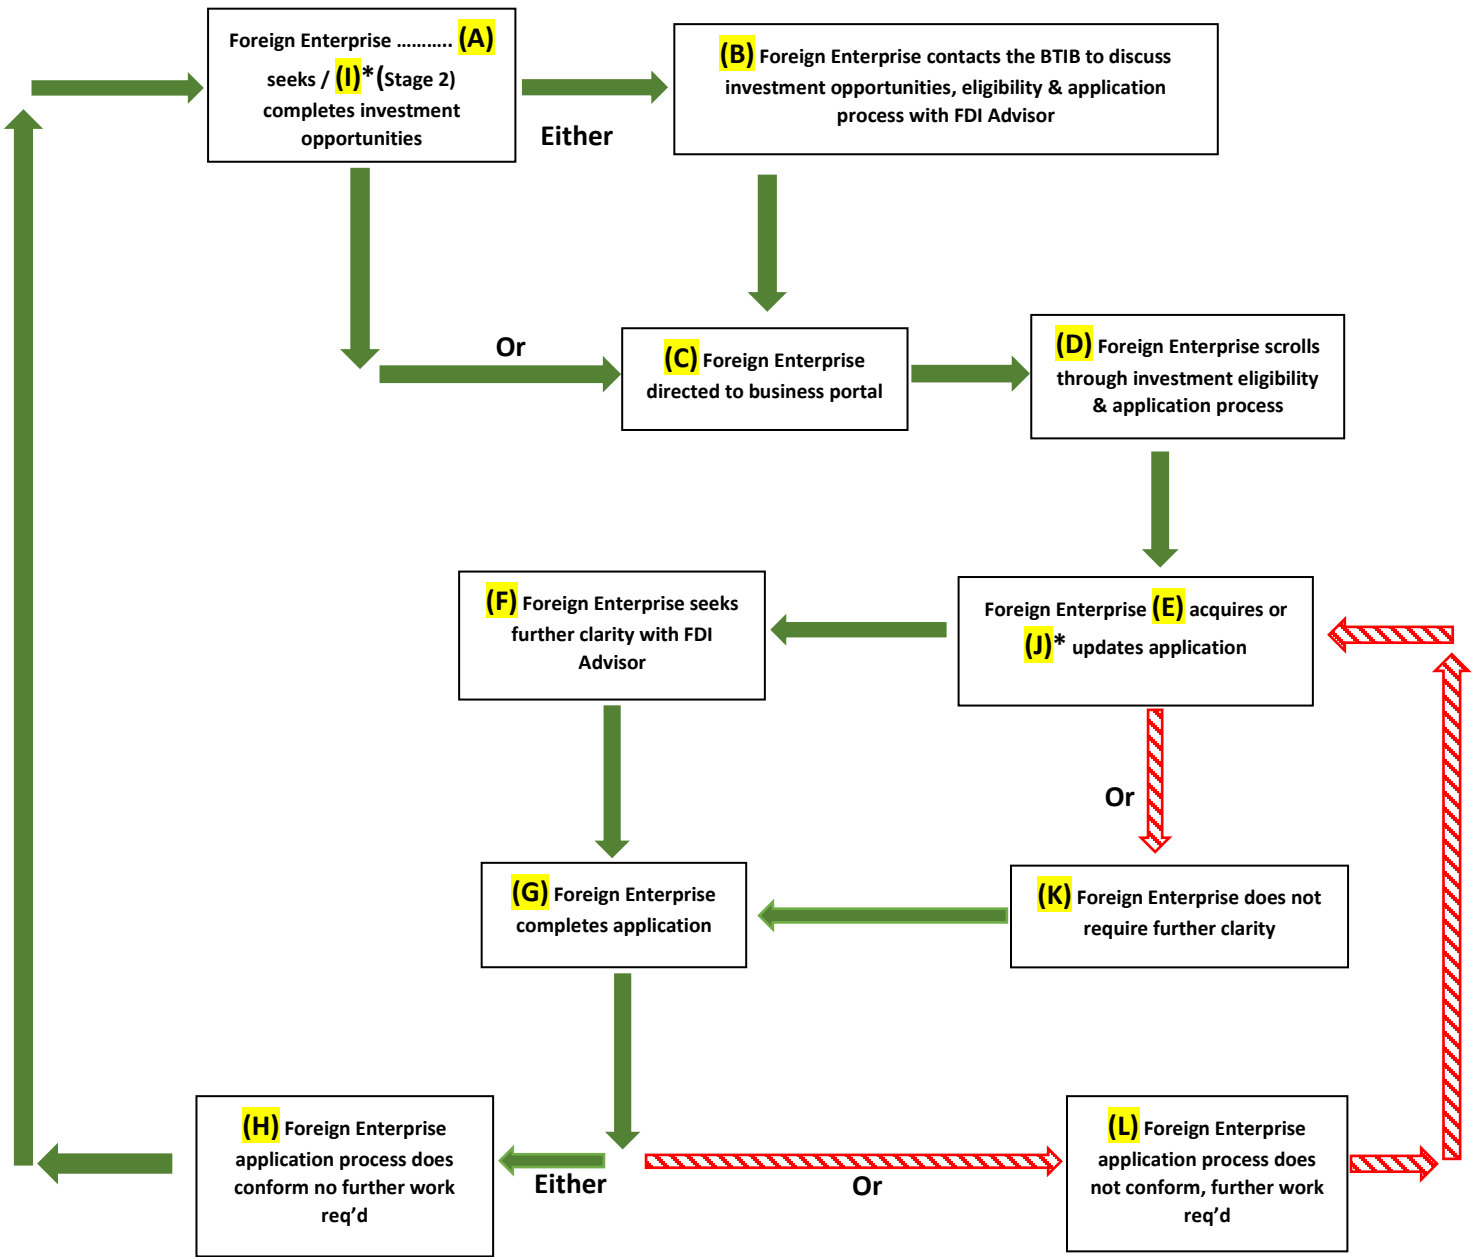 Foreign Enterprise ……….. (A)
seeks / (I)*(Stage 2)
completes investment
opportunities
Either
(B) Foreign Enterprise contacts the BTIB to discuss
investment opportunities, eligibility & application
process with FDI Advisor
Or
(C) Foreign Enterprise
directed to business portal
(D) Foreign Enterprise scrolls
through investment eligibility
& application process
(F) Foreign Enterprise seeks
further clarity with FDI
Advisor
Foreign Enterprise (E) acquires or
(J)* updates application
Or
(G) Foreign Enterprise
completes application
(K) Foreign Enterprise does not
require further clarity
(H) Foreign Enterprise
application process does
conform no further work
req’d
Either
Or
(L) Foreign Enterprise
application process does
not conform, further work
req’d